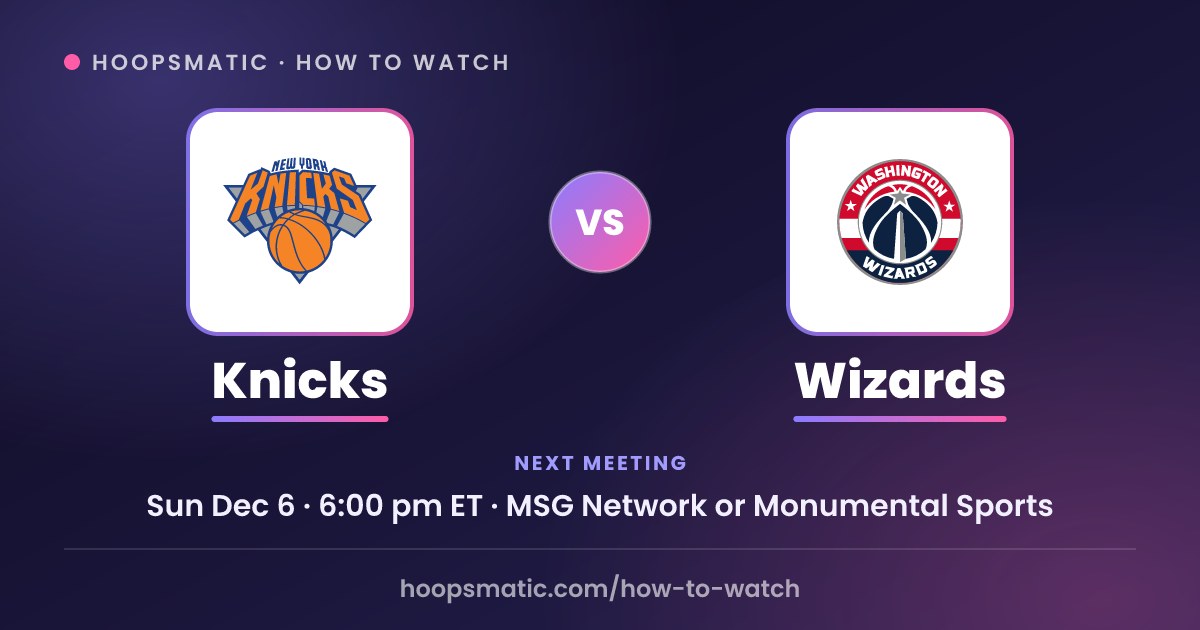 HOOPSMATIC · HOW TO WATCH
NEW YORK
KNICKS
VS
WASHINGTON
WIZARDS
Knicks
Wizards
NEXT MEETING
Sun Dec 6 · 6:00 pm ET · MSG Network or Monumental Sports
hoopsmatic.com/how-to-watch